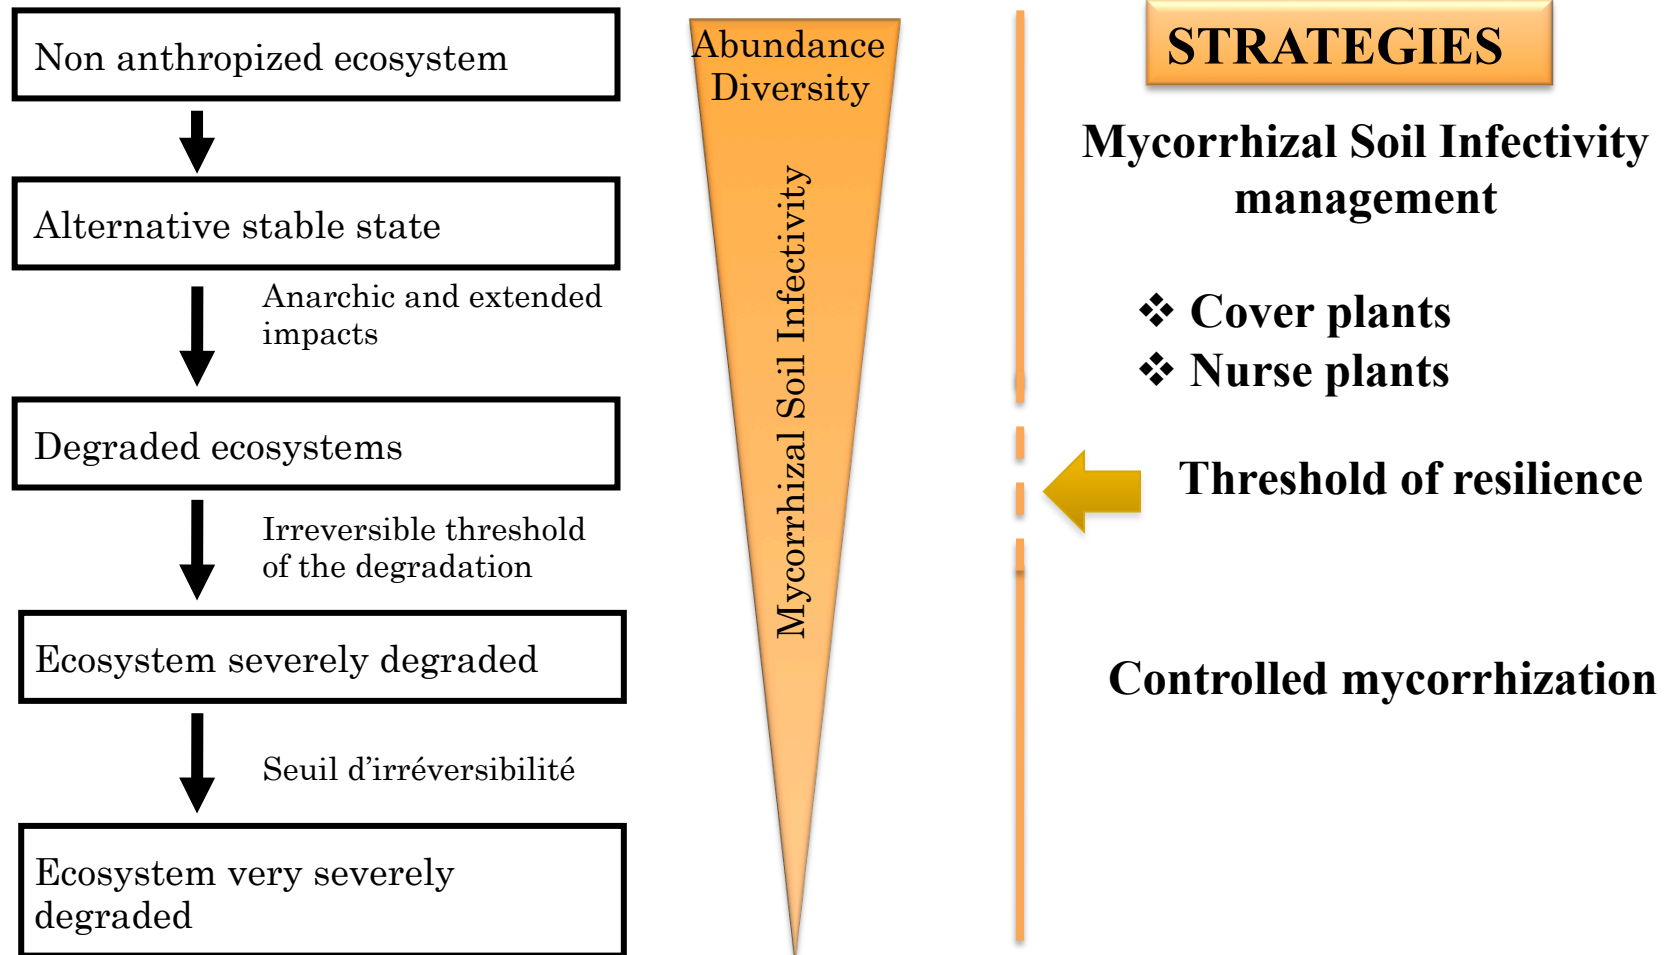 Non anthropized ecosystem
Alternative stable state
Anarchic and extended
impacts
Degraded ecosystems
Irreversible threshold
of the degradation
Ecosystem severely degraded
Seuil d'irréversibilité
Ecosystem very severely
degraded
Abundance
Diversity
Mycorrhizal Soil Infectivity
STRATEGIES
Mycorrhizal Soil Infectivity
management
❖ Cover plants
❖ Nurse plants
Threshold of resilience
Controlled mycorrhization